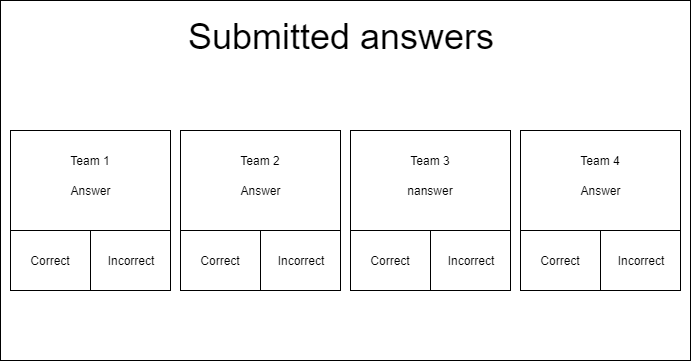 Submitted answers
Team 1
Answer
Correct
Incorrect
Team 2
Answer
Correct
Incorrect
Team 3
nanswer
Correct
Incorrect
Team 4
Answer
Correct
Incorrect